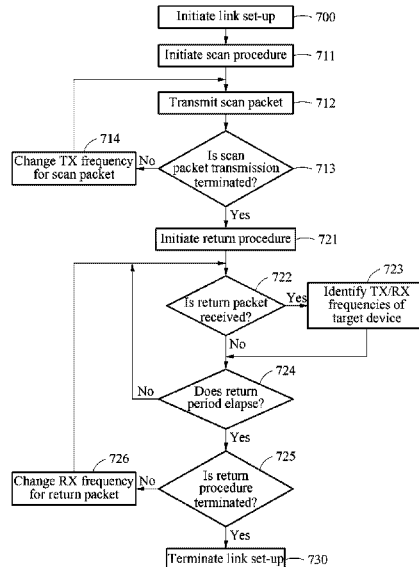 Initiate link set-up
700
Initiate scan procedure
711
Transmit scan packet
712
714
Change TX frequency
for scan packet
No
Is scan
packet transmission
terminated?
713
Yes
Initiate return procedure
721
722
723
Is return packet
received?
Yes
Identify TX/RX
frequencies of
target device
No
724
No
Does return
period elapse?
Yes
726
725
Change RX frequency
for return packet
No
Is return
procedure
terminated?
Yes
Terminate link set-up
730